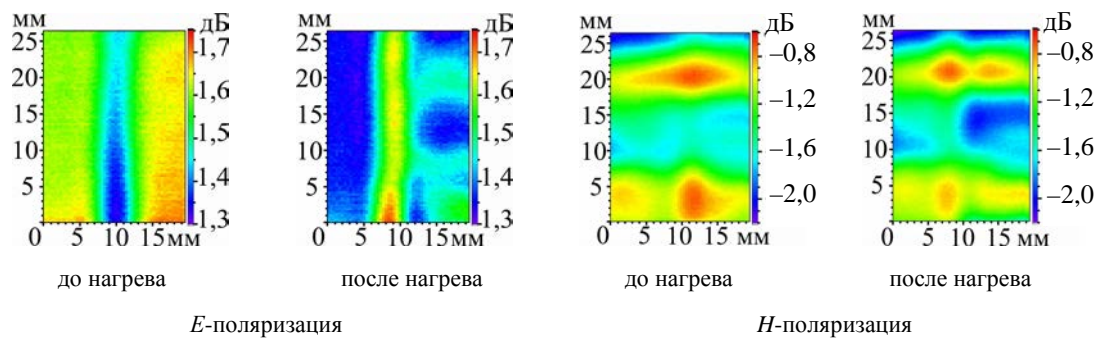 мм дБ мм дБ мм дБ мм дБ
25 1,7 25 1,7 25 –0,8 25 –0,8
20 1,6 20 1,6 20 –1,2 20 –1,2
15 1,5 15 1,5 15 15
10 1,4 10 1,4 10 –1,6 10 –1,6
5 1,3 5 1,3 5 –2,0 5 –2,0
0 5 10 15 мм 0 5 10 15 мм 0 5 10 15 мм 0 5 10 15 мм
до нагрева после нагрева до нагрева после нагрева
E-поляризация H-поляризация